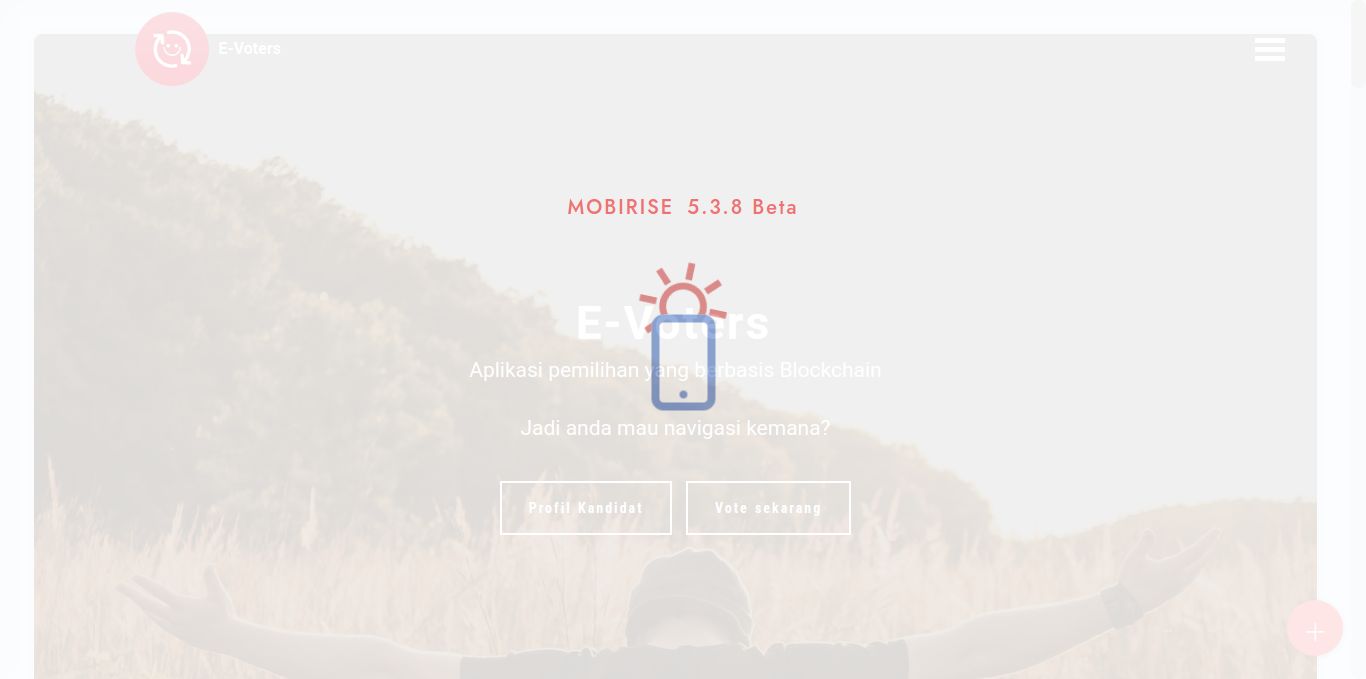 E-Voters
MOBIRISE 5.3.8 Beta
E-Voters
Aplikasi pemilihan yang berbasis Blockchain
Jadi anda mau navigasi kemana?
Profil Kandidat
Vote sekarang